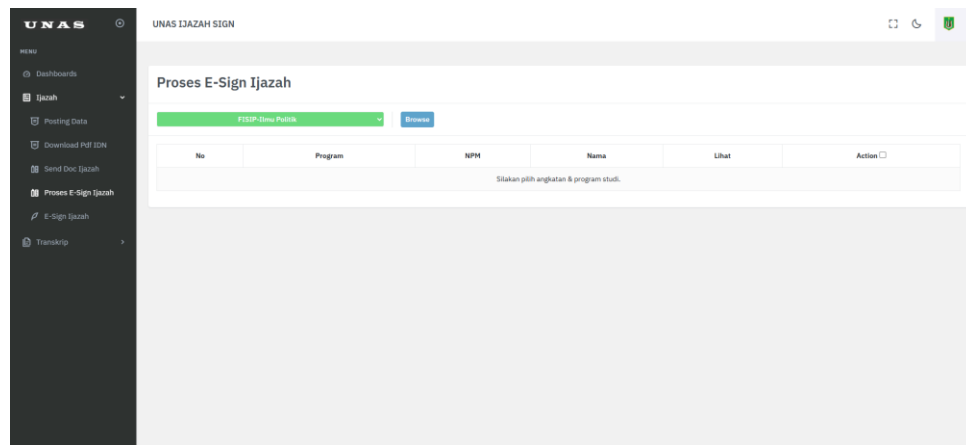 UNAS
UNAS IJAZAH SIGN
MENU
Dashboards
Ijazah
Posting Data
Download Pdf IDN
Send Doc Ijazah
Proses E-Sign Ijazah
E-Sign Ijazah
Transkrip
Proses E-Sign Ijazah
FISIP-Ilmu Politik Browse
No Program NPM Nama Lihat Action
Silakan pilih angkatan & program studi.